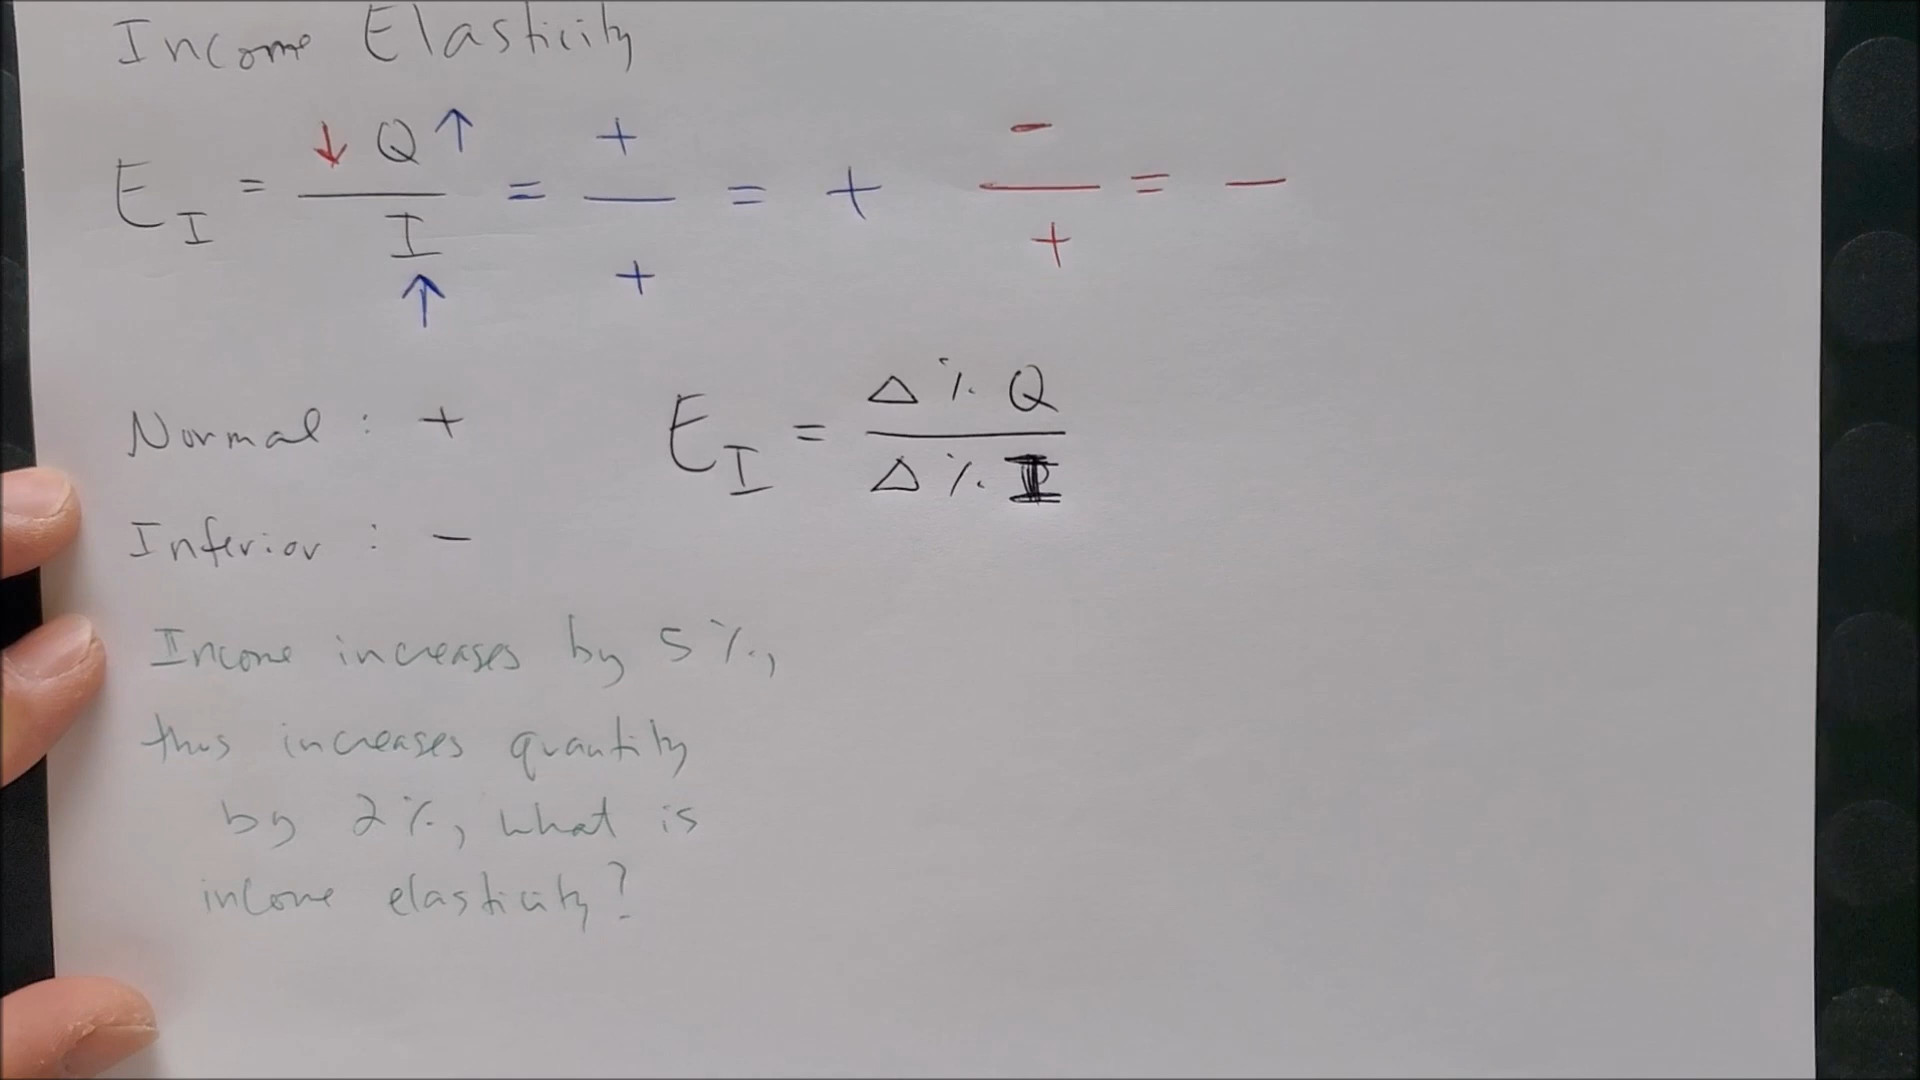 Income Elasticity
E_I = ↓Q↑ / I↑ = + / + = + - / + = -
Normal : + E_I = Δ% Q / Δ% I
Inferior : -
Income increases by 5%,
thus increases quantity
by 2%, what is
income elasticity?